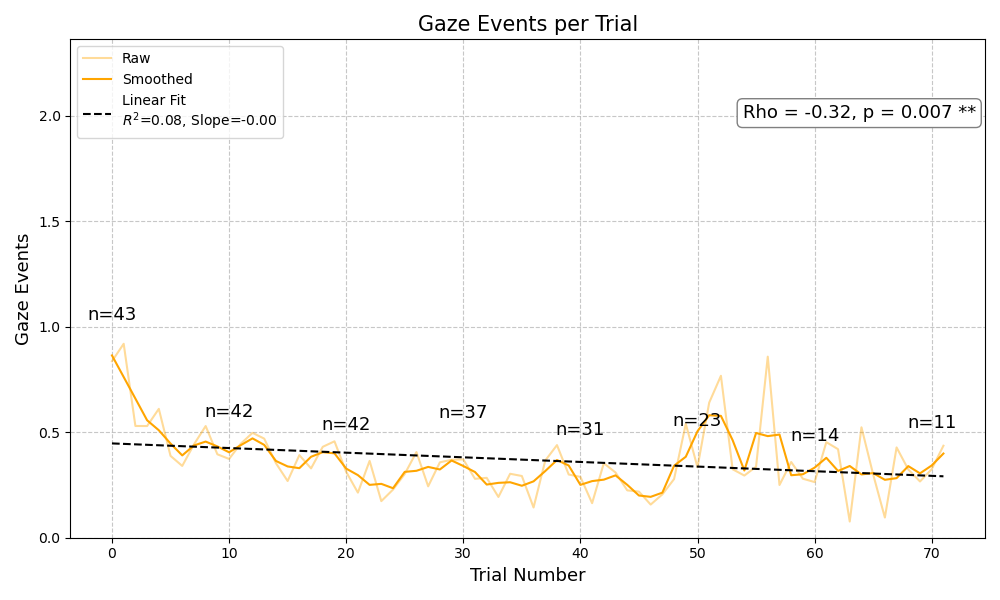 Gaze Events per Trial
Raw
Smoothed
Linear Fit
$R^2$=0.08, Slope=-0.00
Rho = -0.32, p = 0.007 **
2.0
1.5
1.0
0.5
0.0
Gaze Events
n=43
n=42
n=42
n=37
n=31
n=23
n=14
n=11
0 10 20 30 40 50 60 70
Trial Number